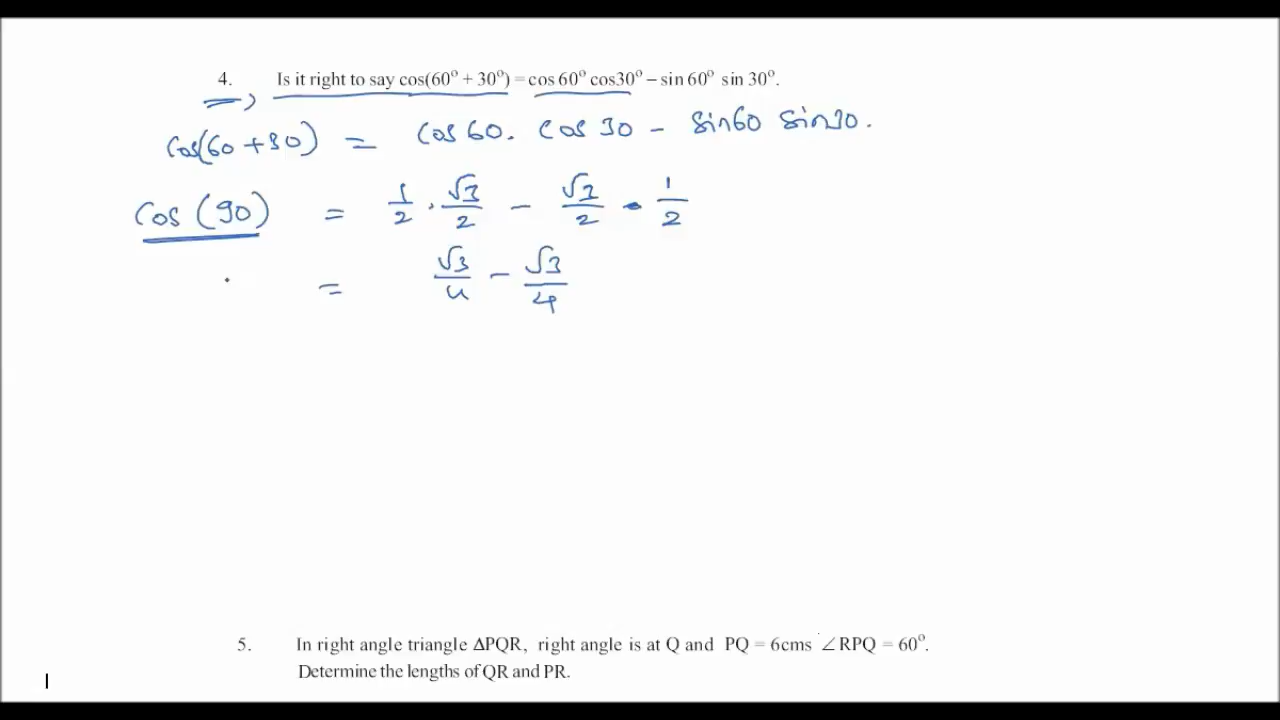 4. Is it right to say cos(60° + 30°) = cos 60° cos30° – sin 60° sin 30°.
cos(60 + 30) = cos 60. cos 30 – sin60 sin30.
cos (90) = 1/2 . √3/2 – √3/2 . 1/2
= √3/4 – √3/4
5. In right angle triangle ΔPQR, right angle is at Q and PQ = 6cms ∠RPQ = 60°.
Determine the lengths of QR and PR.